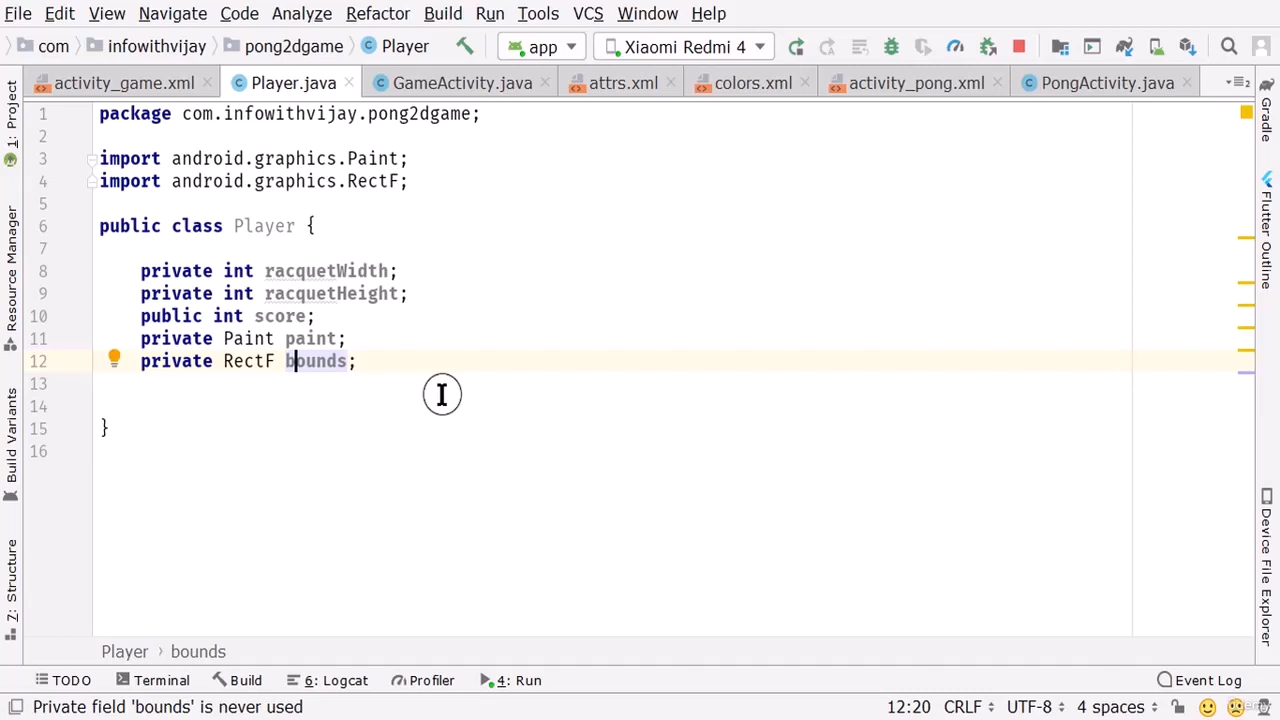 File Edit View Navigate Code Analyze Refactor Build Run Tools VCS Window Help
com infowithvijay pong2dgame Player app Xiaomi Redmi 4
activity_game.xml Player.java GameActivity.java attrs.xml colors.xml activity_pong.xml PongActivity.java
1: Project
Resource Manager
Build Variants
Z: Structure
1 package com.infowithvijay.pong2dgame;
2
3 import android.graphics.Paint;
4 import android.graphics.RectF;
5
6 public class Player {
7
8 private int racquetWidth;
9 private int racquetHeight;
10 public int score;
11 private Paint paint;
12 private RectF bounds;
13
14
15 }
16
Gradle
Flutter Outline
Device File Explorer
Player › bounds
TODO Terminal Build 6: Logcat Profiler 4: Run Event Log
Private field 'bounds' is never used 12:20 CRLF UTF-8 4 spaces